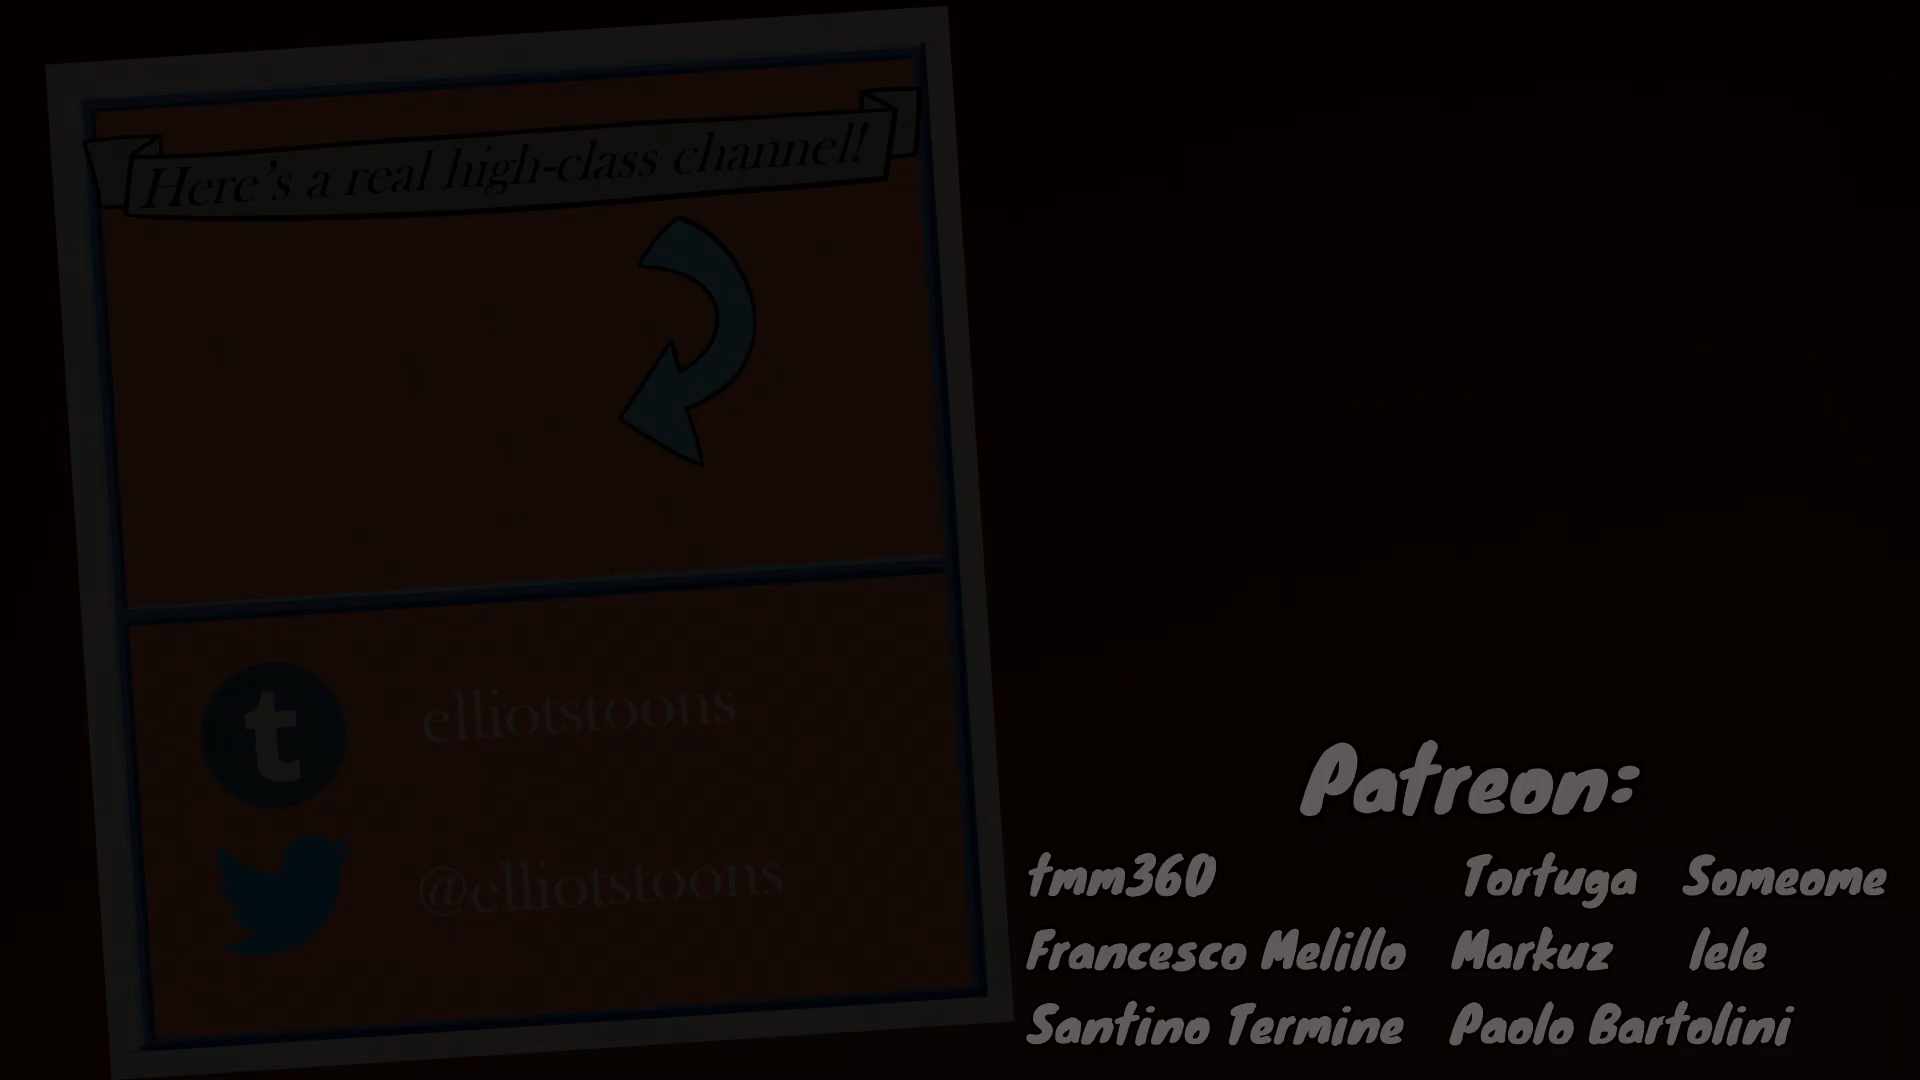 Here's a real high-class channel!
elliotstoons
@elliotstoons
Patreon:
tmm360 Tortuga Someome
Francesco Melillo Markuz lele
Santino Termine Paolo Bartolini